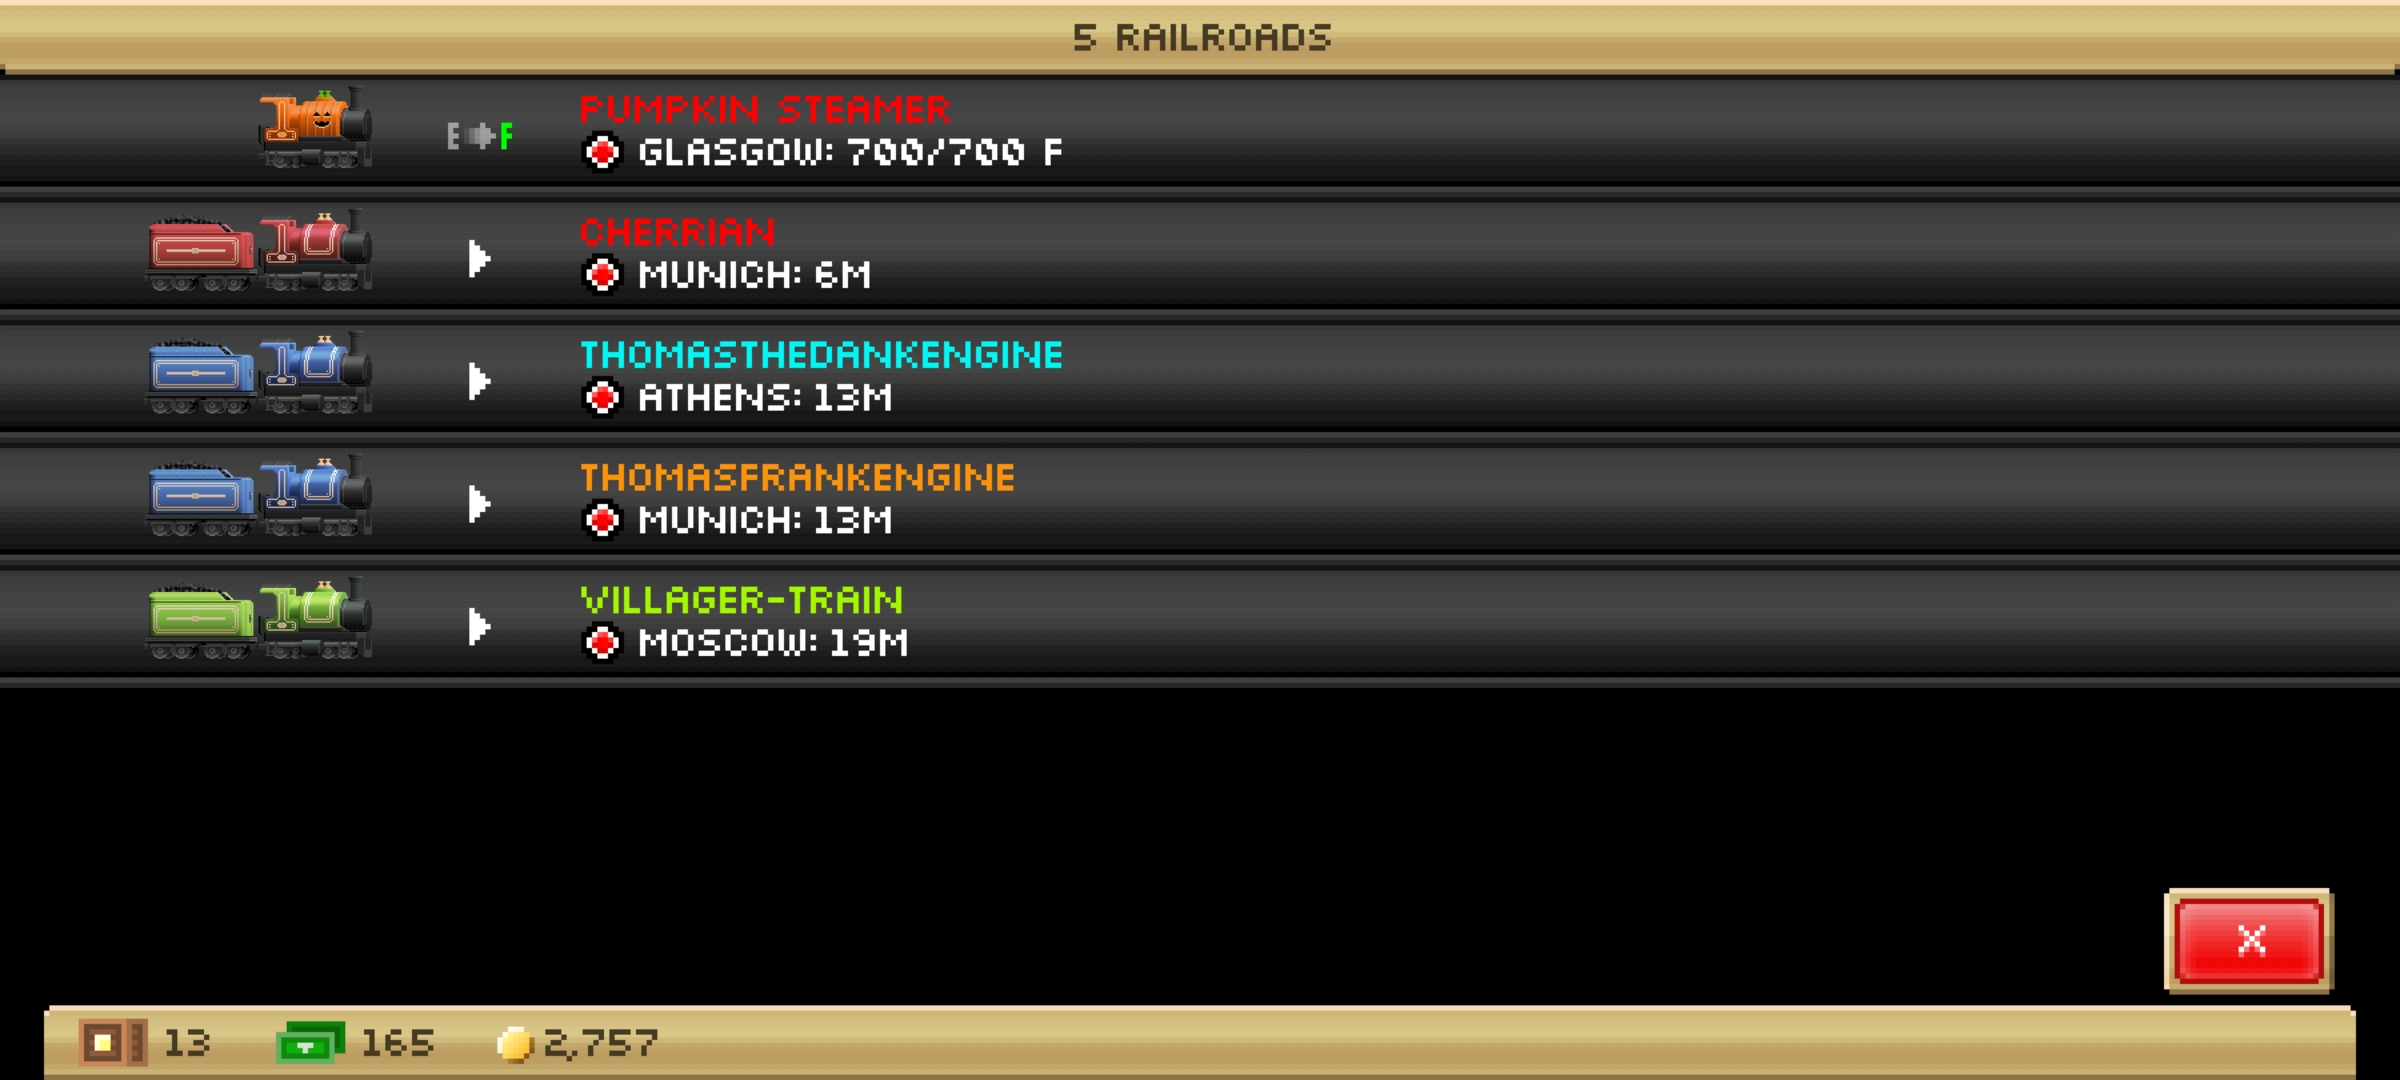 5 RAILROADS
E F
PUMPKIN STEAMER
GLASGOW: 700/700 F
CHERRIAN
MUNICH: 6M
THOMASTHEDANKENGINE
ATHENS: 13M
THOMASFRANKENGINE
MUNICH: 13M
VILLAGER-TRAIN
MOSCOW: 19M
X
13 165 2,757